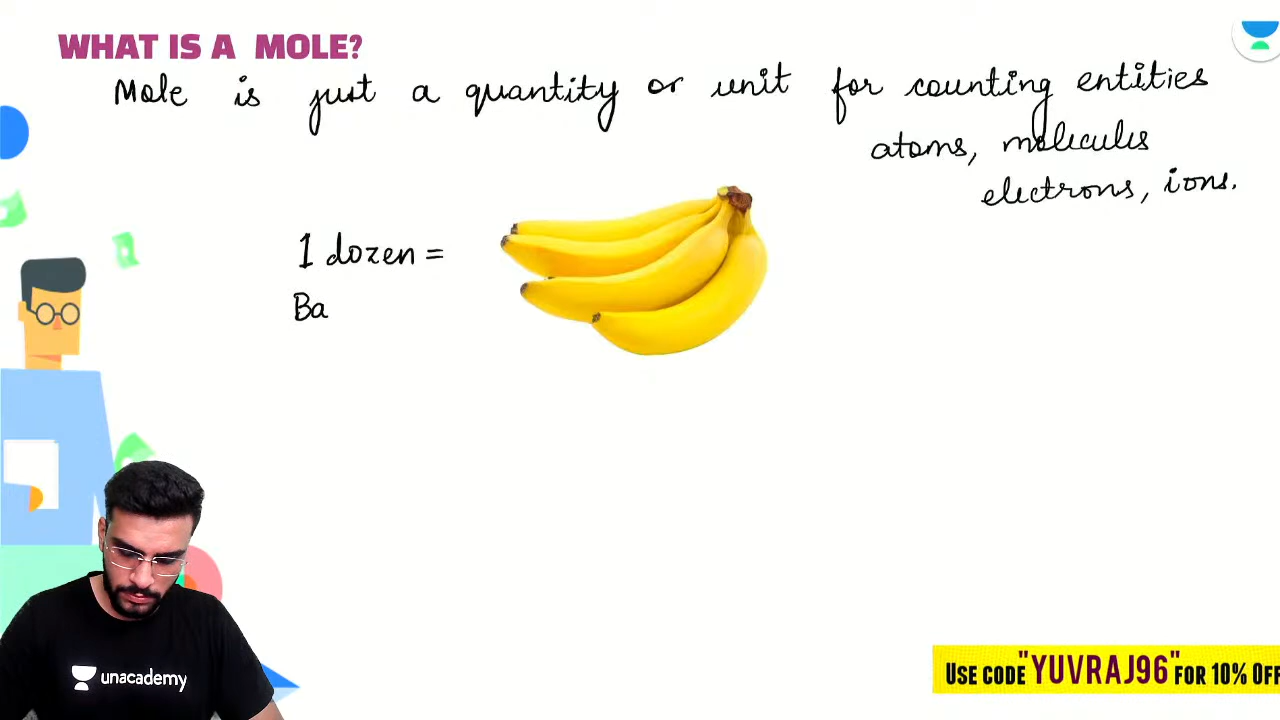 WHAT IS A MOLE?
Mole is just a quantity or unit for counting entities
atoms, molecules
electrons, ions.
1 dozen =
Ba
unacademy
USE CODE "YUVRAJ96" FOR 10% OFF